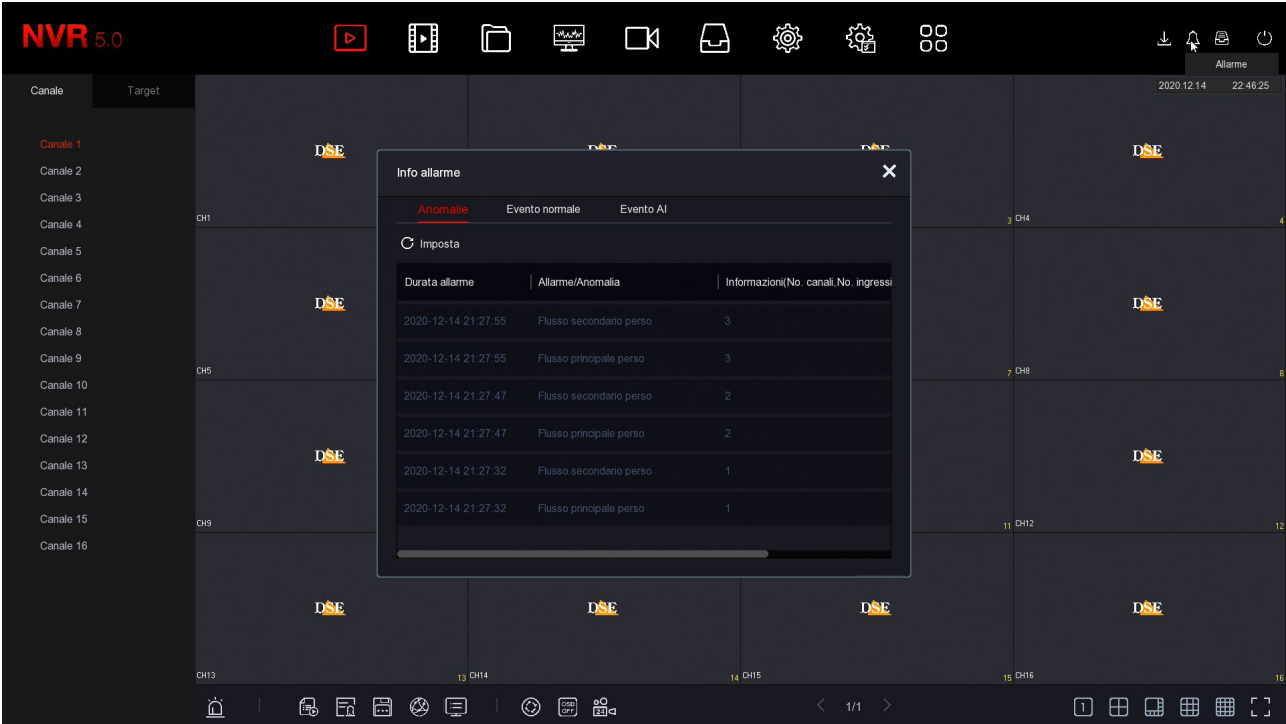 NVR 5.0
Allarme
Canale Target
2020.12.14 22:46:25
Canale 1
Canale 2
Canale 3
Canale 4
Canale 5
Canale 6
Canale 7
Canale 8
Canale 9
Canale 10
Canale 11
Canale 12
Canale 13
Canale 14
Canale 15
Canale 16
DSE DSE DSE DSE
Info allarme
Anomalie Evento normale Evento AI
Imposta
Durata allarme Allarme/Anomalia Informazioni(No. canali,No. ingressi
2020-12-14 21:27:55 Flusso secondario perso 3
2020-12-14 21:27:55 Flusso principale perso 3
2020-12-14 21:27:47 Flusso secondario perso 2
2020-12-14 21:27:47 Flusso principale perso 2
2020-12-14 21:27:32 Flusso secondario perso 1
2020-12-14 21:27:32 Flusso principale perso 1
CH1 3 CH4 4
DSE DSE
CH5 7 CH8 8
DSE DSE
CH9 11 CH12 12
DSE DSE DSE DSE
CH13 13 CH14 14 CH15 15 CH16 16
OSD OFF 24 1/1 1